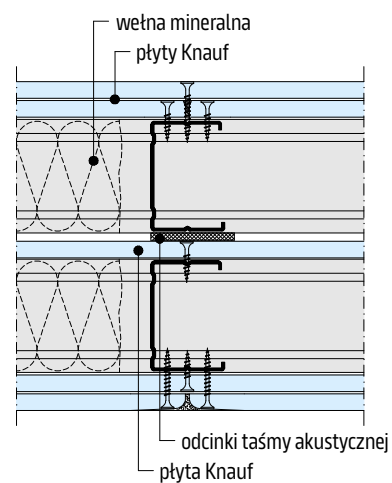 wełna mineralna
płyty Knauf
odcinki taśmy akustycznej
płyta Knauf